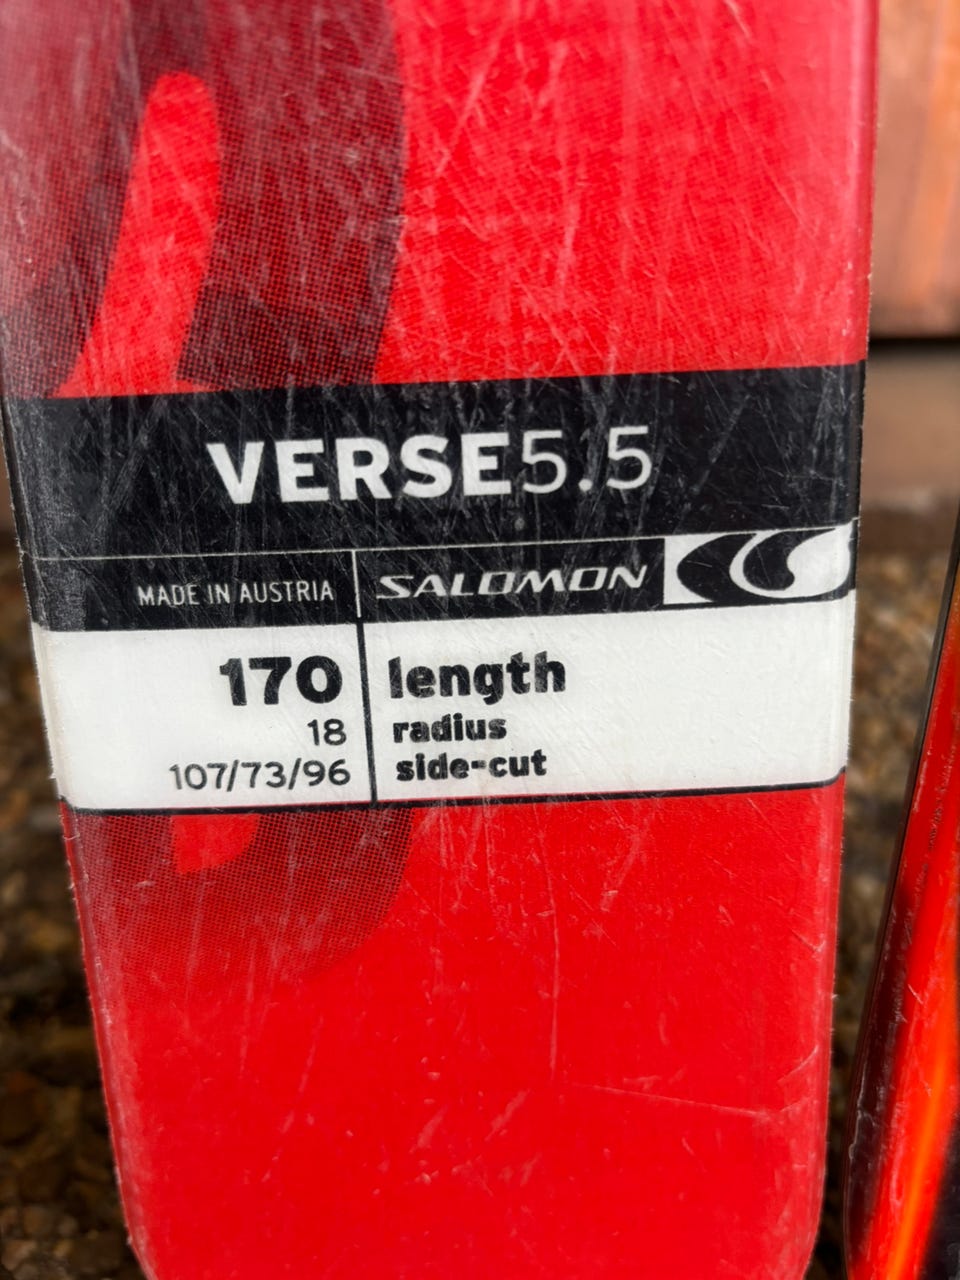 VERSE5.5
MADE IN AUSTRIA SALOMON
170 length
18 radius
107/73/96 side-cut